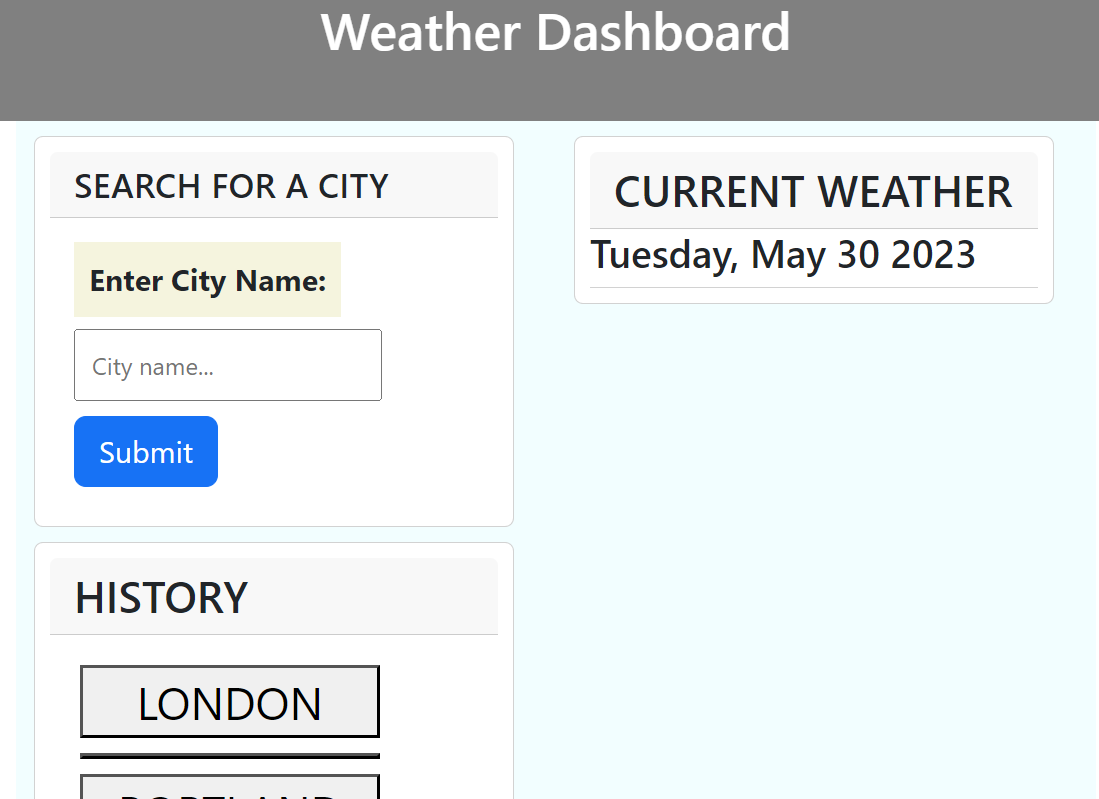 Weather Dashboard
SEARCH FOR A CITY
Enter City Name:
City name...
Submit
HISTORY
LONDON
PORTLAND
CURRENT WEATHER
Tuesday, May 30 2023